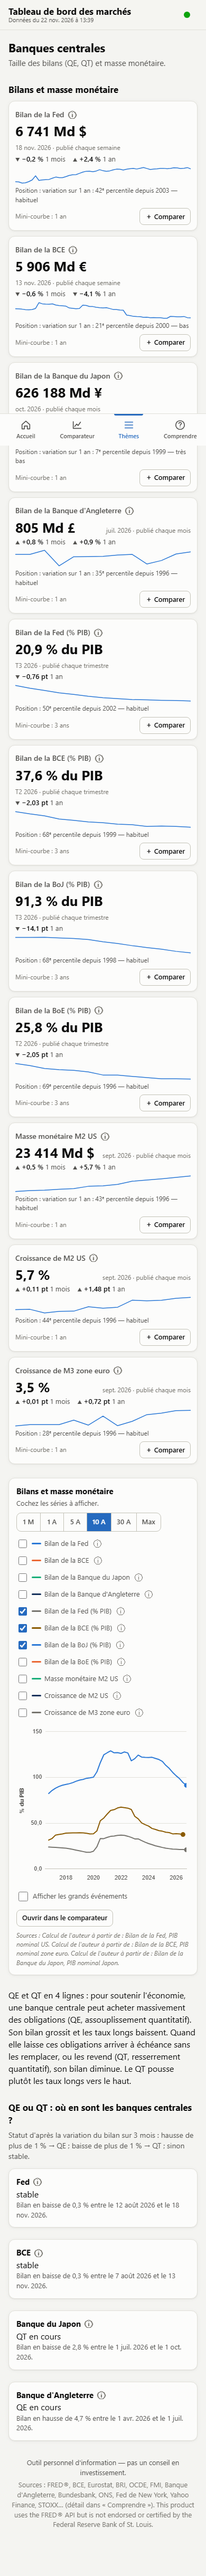 Tableau de bord des marchés
Données du 22 nov. 2026 à 13:39
Banques centrales
Taille des bilans (QE, QT) et masse monétaire.
Bilans et masse monétaire
Bilan de la Fed
6 741 Md $
18 nov. 2026 · publié chaque semaine
▼ −0,2 % 1 mois ▲ +2,4 % 1 an
Position : variation sur 1 an : 42ᵉ percentile depuis 2003 —
habituel
Mini-courbe : 1 an
+ Comparer
Bilan de la BCE
5 906 Md €
13 nov. 2026 · publié chaque semaine
▼ −0,6 % 1 mois ▼ −4,1 % 1 an
Position : variation sur 1 an : 21ᵉ percentile depuis 2000 — bas
Mini-courbe : 1 an
+ Comparer
Bilan de la Banque du Japon
626 188 Md ¥
oct. 2026 · publié chaque mois
Accueil
Comparateur
Thèmes
Comprendre
Position : variation sur 1 an : 7ᵉ percentile depuis 1999 — très
bas
Mini-courbe : 1 an
+ Comparer
Bilan de la Banque d'Angleterre
805 Md £
juil. 2026 · publié chaque mois
▲ +0,8 % 1 mois ▲ +0,9 % 1 an
Position : variation sur 1 an : 35ᵉ percentile depuis 1996 —
habituel
Mini-courbe : 1 an
+ Comparer
Bilan de la Fed (% PIB)
20,9 % du PIB
T3 2026 · publié chaque trimestre
▼ −0,76 pt 1 an
Position : 50ᵉ percentile depuis 2002 — habituel
Mini-courbe : 3 ans
+ Comparer
Bilan de la BCE (% PIB)
37,6 % du PIB
T2 2026 · publié chaque trimestre
▼ −2,03 pt 1 an
Position : 68ᵉ percentile depuis 1999 — habituel
Mini-courbe : 3 ans
+ Comparer
Bilan de la BoJ (% PIB)
91,3 % du PIB
T3 2026 · publié chaque trimestre
▼ −14,1 pt 1 an
Position : 68ᵉ percentile depuis 1998 — habituel
Mini-courbe : 3 ans
+ Comparer
Bilan de la BoE (% PIB)
25,8 % du PIB
T2 2026 · publié chaque trimestre
▼ −2,05 pt 1 an
Position : 69ᵉ percentile depuis 1996 — habituel
Mini-courbe : 3 ans
+ Comparer
Masse monétaire M2 US
23 414 Md $
sept. 2026 · publié chaque mois
▲ +0,5 % 1 mois ▲ +5,7 % 1 an
Position : variation sur 1 an : 43ᵉ percentile depuis 1996 —
habituel
Mini-courbe : 1 an
+ Comparer
Croissance de M2 US
5,7 %
sept. 2026 · publié chaque mois
▲ +0,11 pt 1 mois ▲ +1,48 pt 1 an
Position : 44ᵉ percentile depuis 1996 — habituel
Mini-courbe : 1 an
+ Comparer
Croissance de M3 zone euro
3,5 %
sept. 2026 · publié chaque mois
▲ +0,01 pt 1 mois ▲ +0,72 pt 1 an
Position : 28ᵉ percentile depuis 1996 — habituel
Mini-courbe : 1 an
+ Comparer
Bilans et masse monétaire
Cochez les séries à afficher.
1 M 1 A 5 A 10 A 30 A Max
Bilan de la Fed
Bilan de la BCE
Bilan de la Banque du Japon
Bilan de la Banque d'Angleterre
Bilan de la Fed (% PIB)
Bilan de la BCE (% PIB)
Bilan de la BoJ (% PIB)
Bilan de la BoE (% PIB)
Masse monétaire M2 US
Croissance de M2 US
Croissance de M3 zone euro
150
100
50,0
0,0
% du PIB
2018 2020 2022 2024 2026
Afficher les grands événements
Ouvrir dans le comparateur
Sources : Calcul de l'auteur à partir de : Bilan de la Fed, PIB
nominal US. Calcul de l'auteur à partir de : Bilan de la BCE, PIB
nominal zone euro. Calcul de l'auteur à partir de : Bilan de la
Banque du Japon, PIB nominal Japon.
QE et QT en 4 lignes : pour soutenir l'économie,
une banque centrale peut acheter massivement
des obligations (QE, assouplissement quantitatif).
Son bilan grossit et les taux longs baissent. Quand
elle laisse ces obligations arriver à échéance sans
les remplacer, ou les revend (QT, resserrement
quantitatif), son bilan diminue. Le QT pousse
plutôt les taux longs vers le haut.
QE ou QT : où en sont les banques centrales
?
Statut d'après la variation du bilan sur 3 mois : hausse de
plus de 1 % → QE ; baisse de plus de 1 % → QT ; sinon
stable.
Fed
stable
Bilan en baisse de 0,3 % entre le 12 août 2026 et le 18
nov. 2026.
BCE
stable
Bilan en baisse de 0,3 % entre le 7 août 2026 et le 13
nov. 2026.
Banque du Japon
QT en cours
Bilan en baisse de 2,8 % entre le 1 juil. 2026 et le 1 oct.
2026.
Banque d'Angleterre
QE en cours
Bilan en hausse de 4,7 % entre le 1 avr. 2026 et le 1 juil.
2026.
Outil personnel d'information — pas un conseil en
investissement.
Sources : FRED®, BCE, Eurostat, BRI, OCDE, FMI, Banque
d'Angleterre, Bundesbank, ONS, Fed de New York, Yahoo
Finance, STOXX… (détail dans « Comprendre »). This product
uses the FRED® API but is not endorsed or certified by the
Federal Reserve Bank of St. Louis.